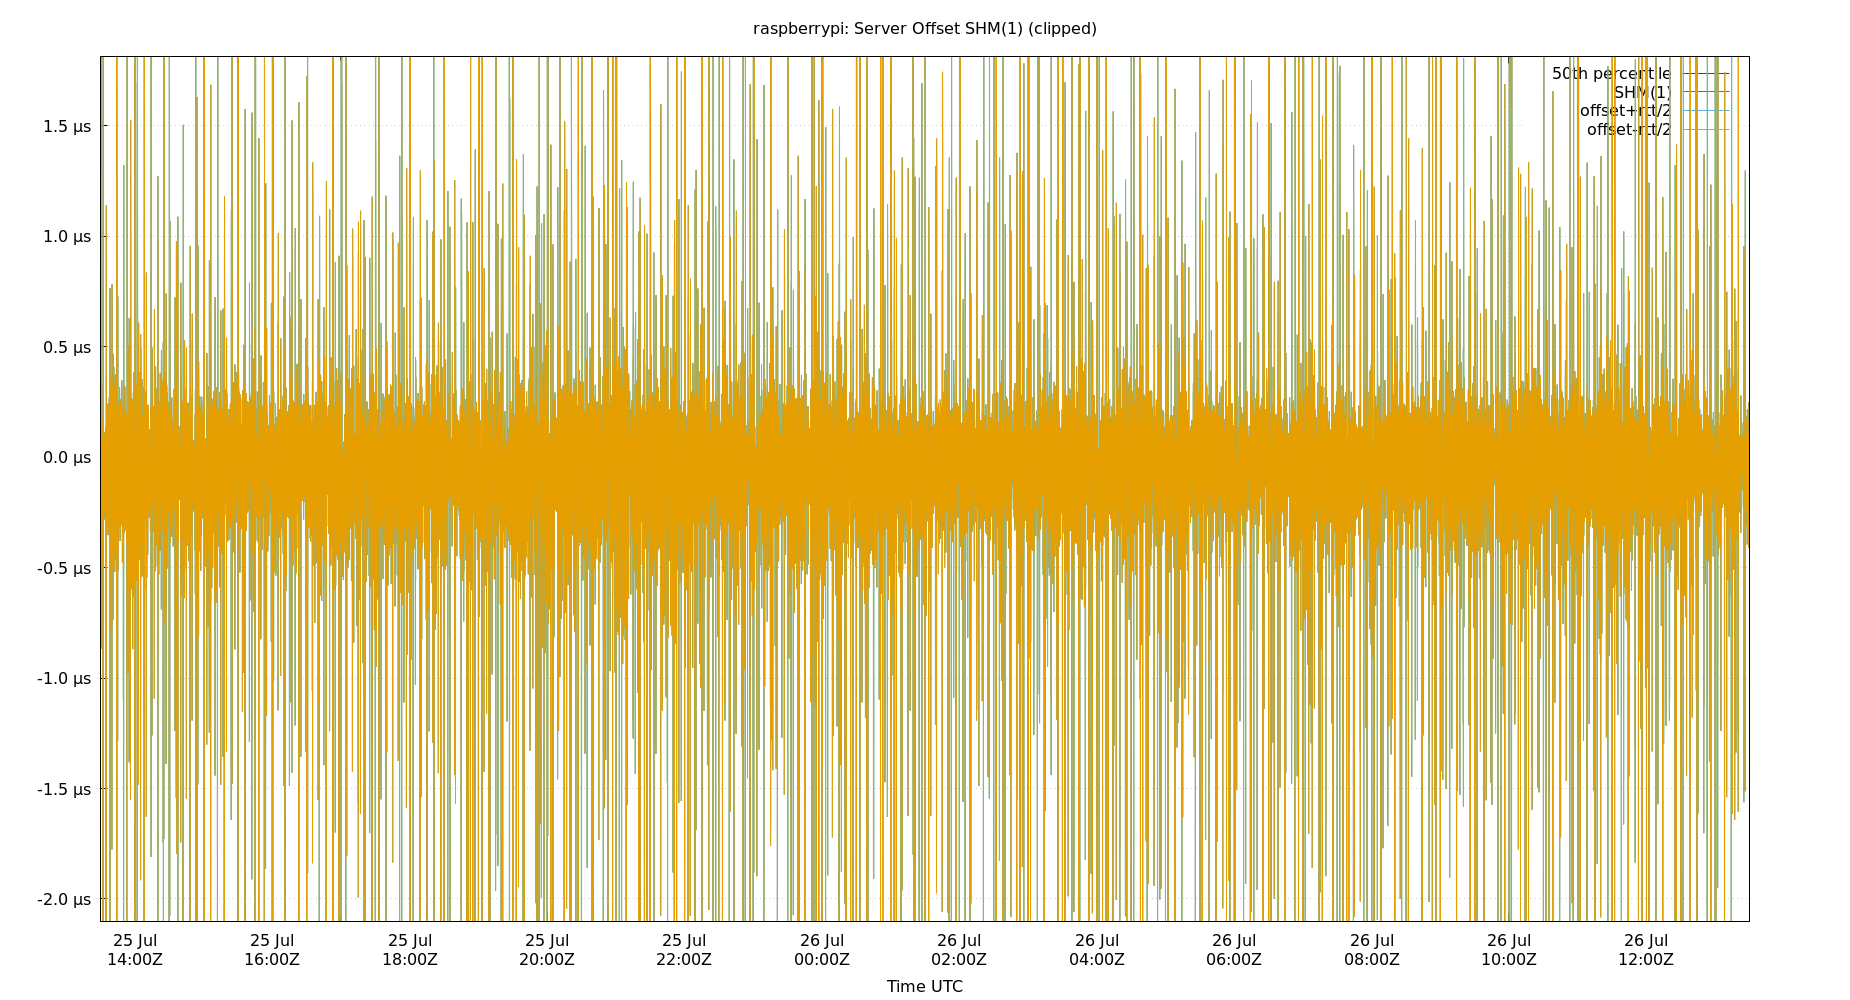 raspberrypi: Server Offset SHM(1) (clipped)
50th percentile
SHM(1)
offset+rtt/2
offset-rtt/2
1.5 µs
1.0 µs
0.5 µs
0.0 µs
-0.5 µs
-1.0 µs
-1.5 µs
-2.0 µs
25 Jul 25 Jul 25 Jul 25 Jul 25 Jul 26 Jul 26 Jul 26 Jul 26 Jul 26 Jul 26 Jul 26 Jul
14:00Z 16:00Z 18:00Z 20:00Z 22:00Z 00:00Z 02:00Z 04:00Z 06:00Z 08:00Z 10:00Z 12:00Z
Time UTC